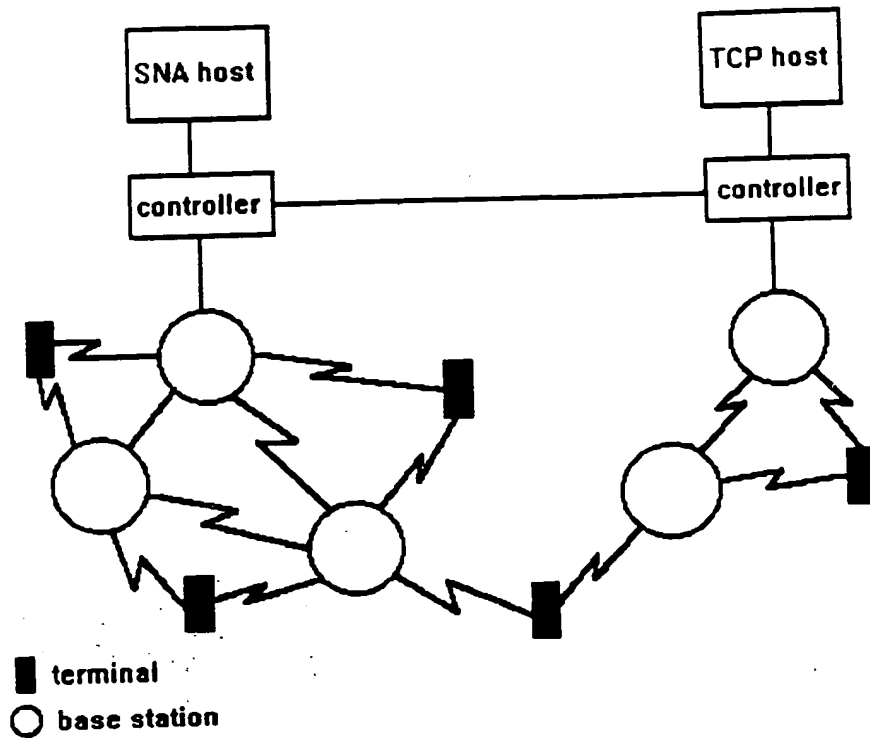 SNA host
TCP host
controller
controller
terminal
base station